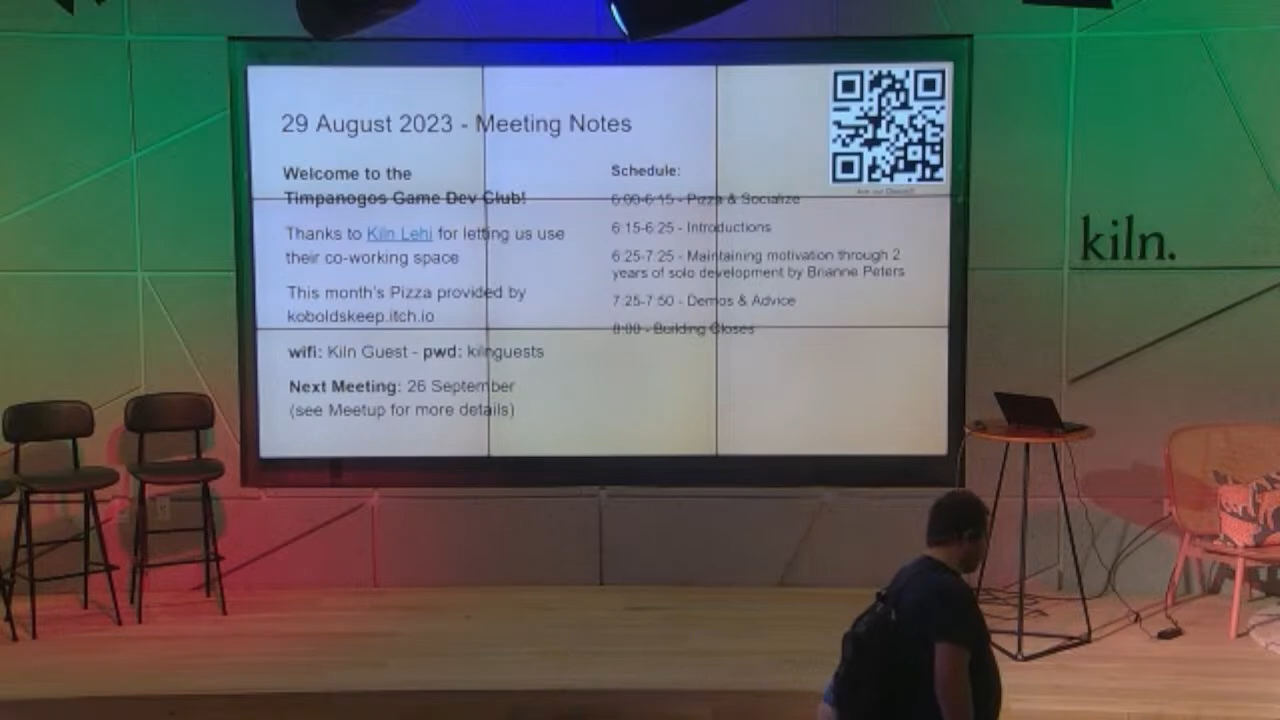 29 August 2023 - Meeting Notes
Welcome to the
Timpanogos Game Dev Club!
Thanks to Kiln Lehi for letting us use
their co-working space
This month's Pizza provided by
koboldskeep.itch.io
wifi: Kiln Guest - pwd: kilnguests
Next Meeting: 26 September
(see Meetup for more details)
Schedule:
6:00-6:15 - Pizza & Socialize
6:15-6:25 - Introductions
6:25-7:25 - Maintaining motivation through 2
years of solo development by Brianne Peters
7:25-7:50 - Demos & Advice
8:00 - Building Closes
Join our Discord!
kiln.